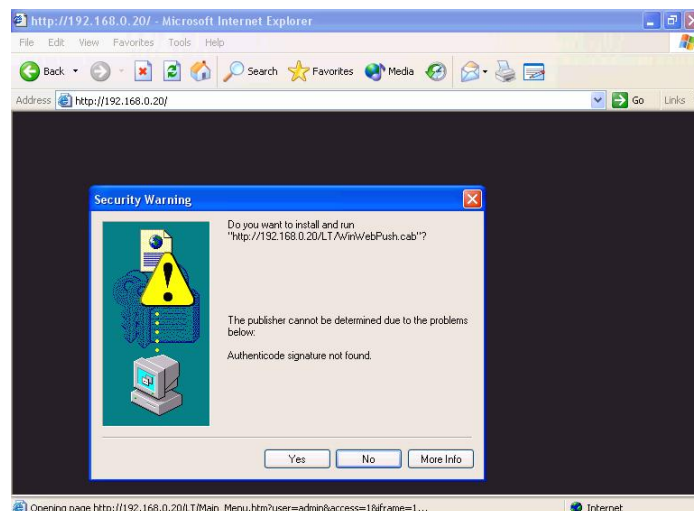 http://192.168.0.20/ - Microsoft Internet Explorer
File Edit View Favorites Tools Help
Back Search Favorites Media
Address http://192.168.0.20/ Go Links
Security Warning
Do you want to install and run
"http://192.168.0.20/LT/WinWebPush.cab"?
The publisher cannot be determined due to the problems
below:
Authenticode signature not found.
Yes No More Info
Opening page http://192.168.0.20/LT/Main_Menu.htm?user=admin&access=1&iframe=1... Internet